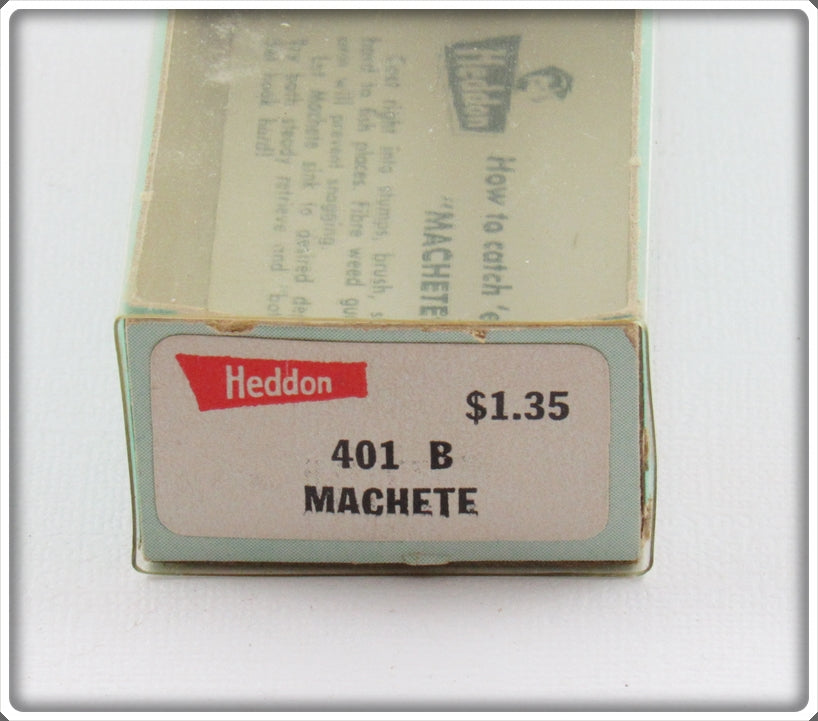 Heddon
How to catch 'e
"MACHETE
Cast right into stumps, brush,
hard to fish places. Fibre weed gu
will prevent snagging.
Let Machete sink to desired de
Try both steady retrieve and
Set hook hard!
Heddon
$1.35
401 B
MACHETE